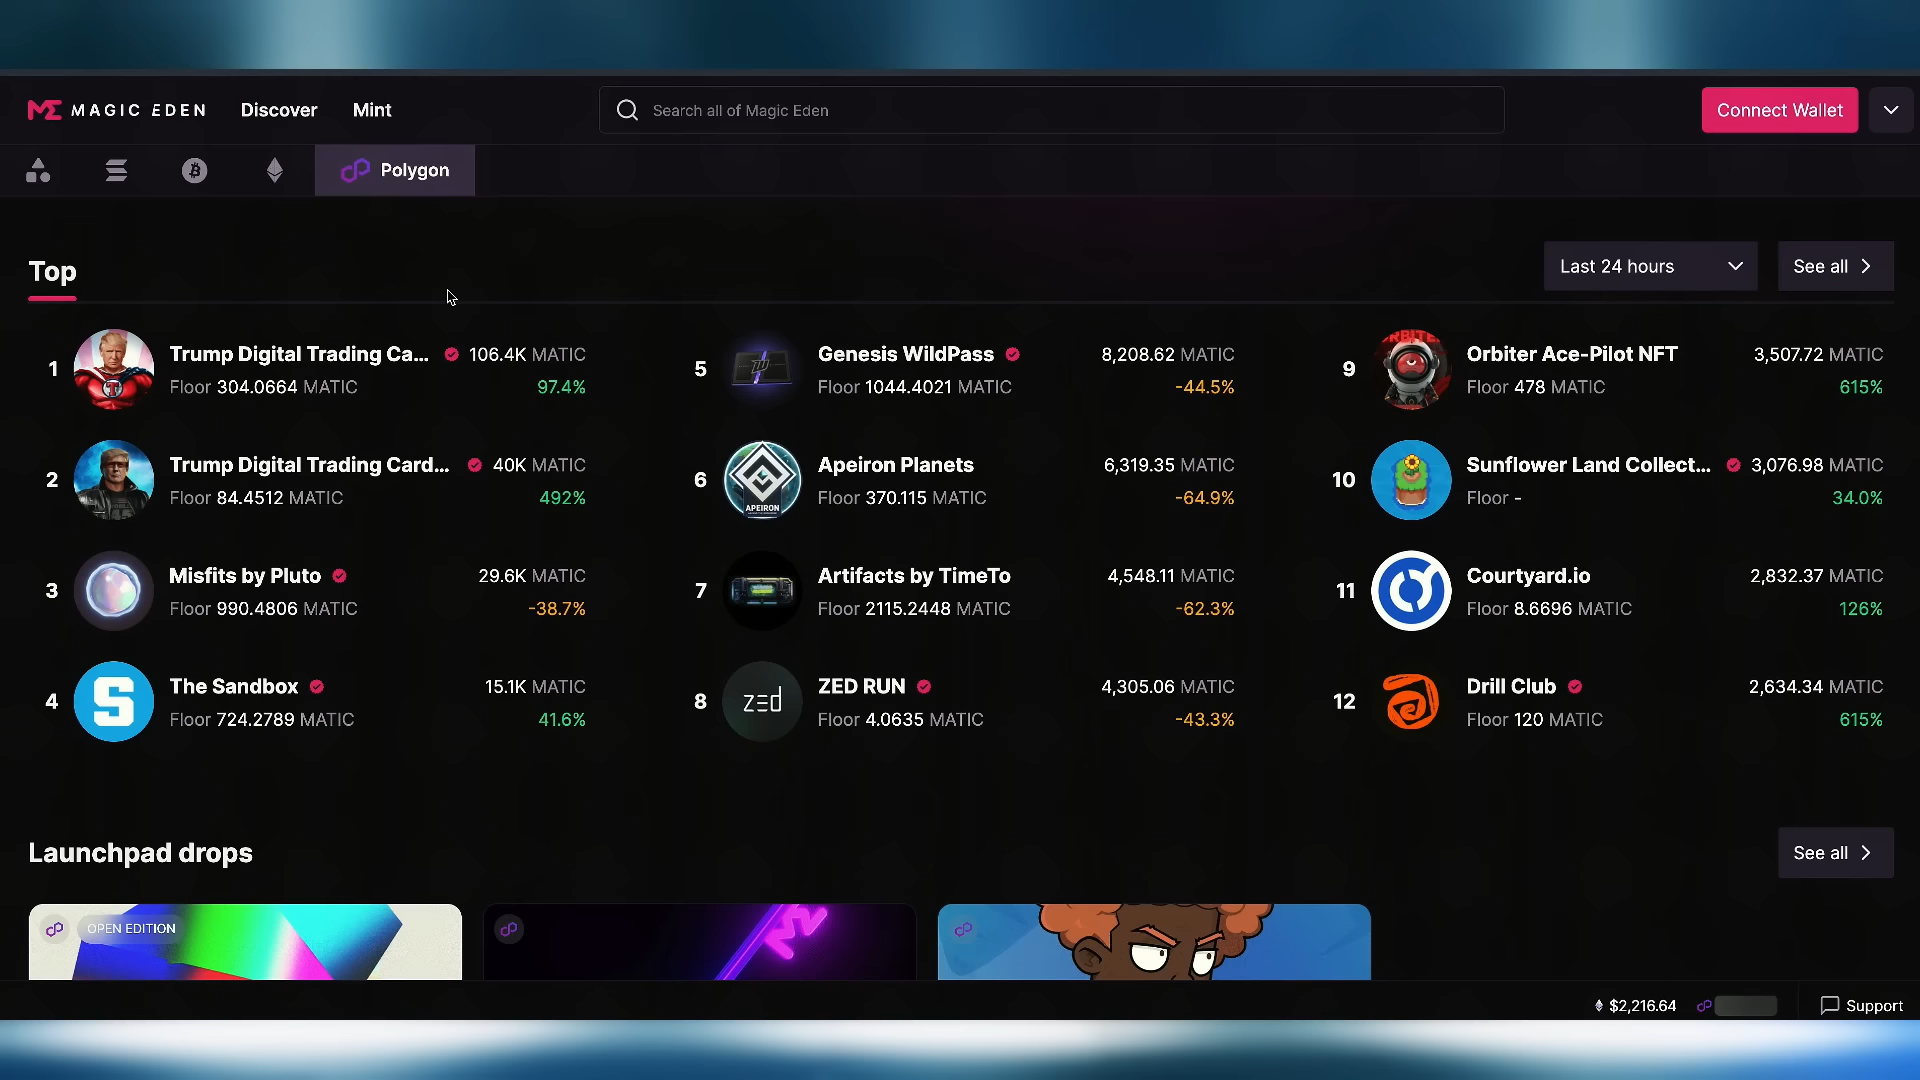 MAGIC EDEN
Discover
Mint
Search all of Magic Eden
Connect Wallet
Polygon
Top
Last 24 hours
See all
1
Trump Digital Trading Ca...
106.4K MATIC
Floor 304.0664 MATIC
97.4%
2
Trump Digital Trading Card...
40K MATIC
Floor 84.4512 MATIC
492%
3
Misfits by Pluto
29.6K MATIC
Floor 990.4806 MATIC
-38.7%
4
The Sandbox
15.1K MATIC
Floor 724.2789 MATIC
41.6%
5
Genesis WildPass
8,208.62 MATIC
Floor 1044.4021 MATIC
-44.5%
6
APEIRON
Apeiron Planets
6,319.35 MATIC
Floor 370.115 MATIC
-64.9%
7
Artifacts by TimeTo
4,548.11 MATIC
Floor 2115.2448 MATIC
-62.3%
8
zed
ZED RUN
4,305.06 MATIC
Floor 4.0635 MATIC
-43.3%
9
Orbiter Ace-Pilot NFT
3,507.72 MATIC
Floor 478 MATIC
615%
10
Sunflower Land Collect...
3,076.98 MATIC
Floor -
34.0%
11
Courtyard.io
2,832.37 MATIC
Floor 8.6696 MATIC
126%
12
Drill Club
2,634.34 MATIC
Floor 120 MATIC
615%
Launchpad drops
See all
OPEN EDITION
$2,216.64
Support